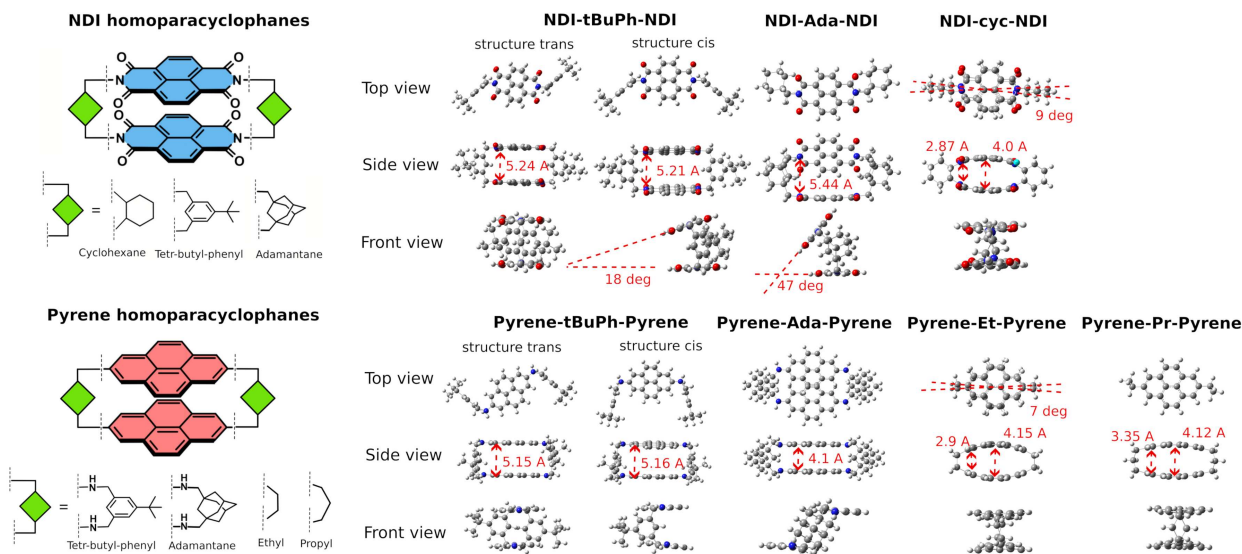 NDI homoparacyclophanes
O
O
O
O
N
N
O
O
O
O
N
N
O
O
=
Cyclohexane
Tetr-butyl-phenyl
Adamantane
NDI-tBuPh-NDI
NDI-Ada-NDI
NDI-cyc-NDI
structure trans
structure cis
Top view
9 deg
Side view
5.24 A
5.21 A
5.44 A
2.87 A
4.0 A
Front view
18 deg
47 deg
Pyrene homoparacyclophanes
=
H
N
H
N
H
N
H
N
Tetr-butyl-phenyl
Adamantane
Ethyl
Propyl
Pyrene-tBuPh-Pyrene
Pyrene-Ada-Pyrene
Pyrene-Et-Pyrene
Pyrene-Pr-Pyrene
structure trans
structure cis
Top view
7 deg
Side view
5.15 A
5.16 A
4.1 A
2.9 A
4.15 A
3.35 A
4.12 A
Front view